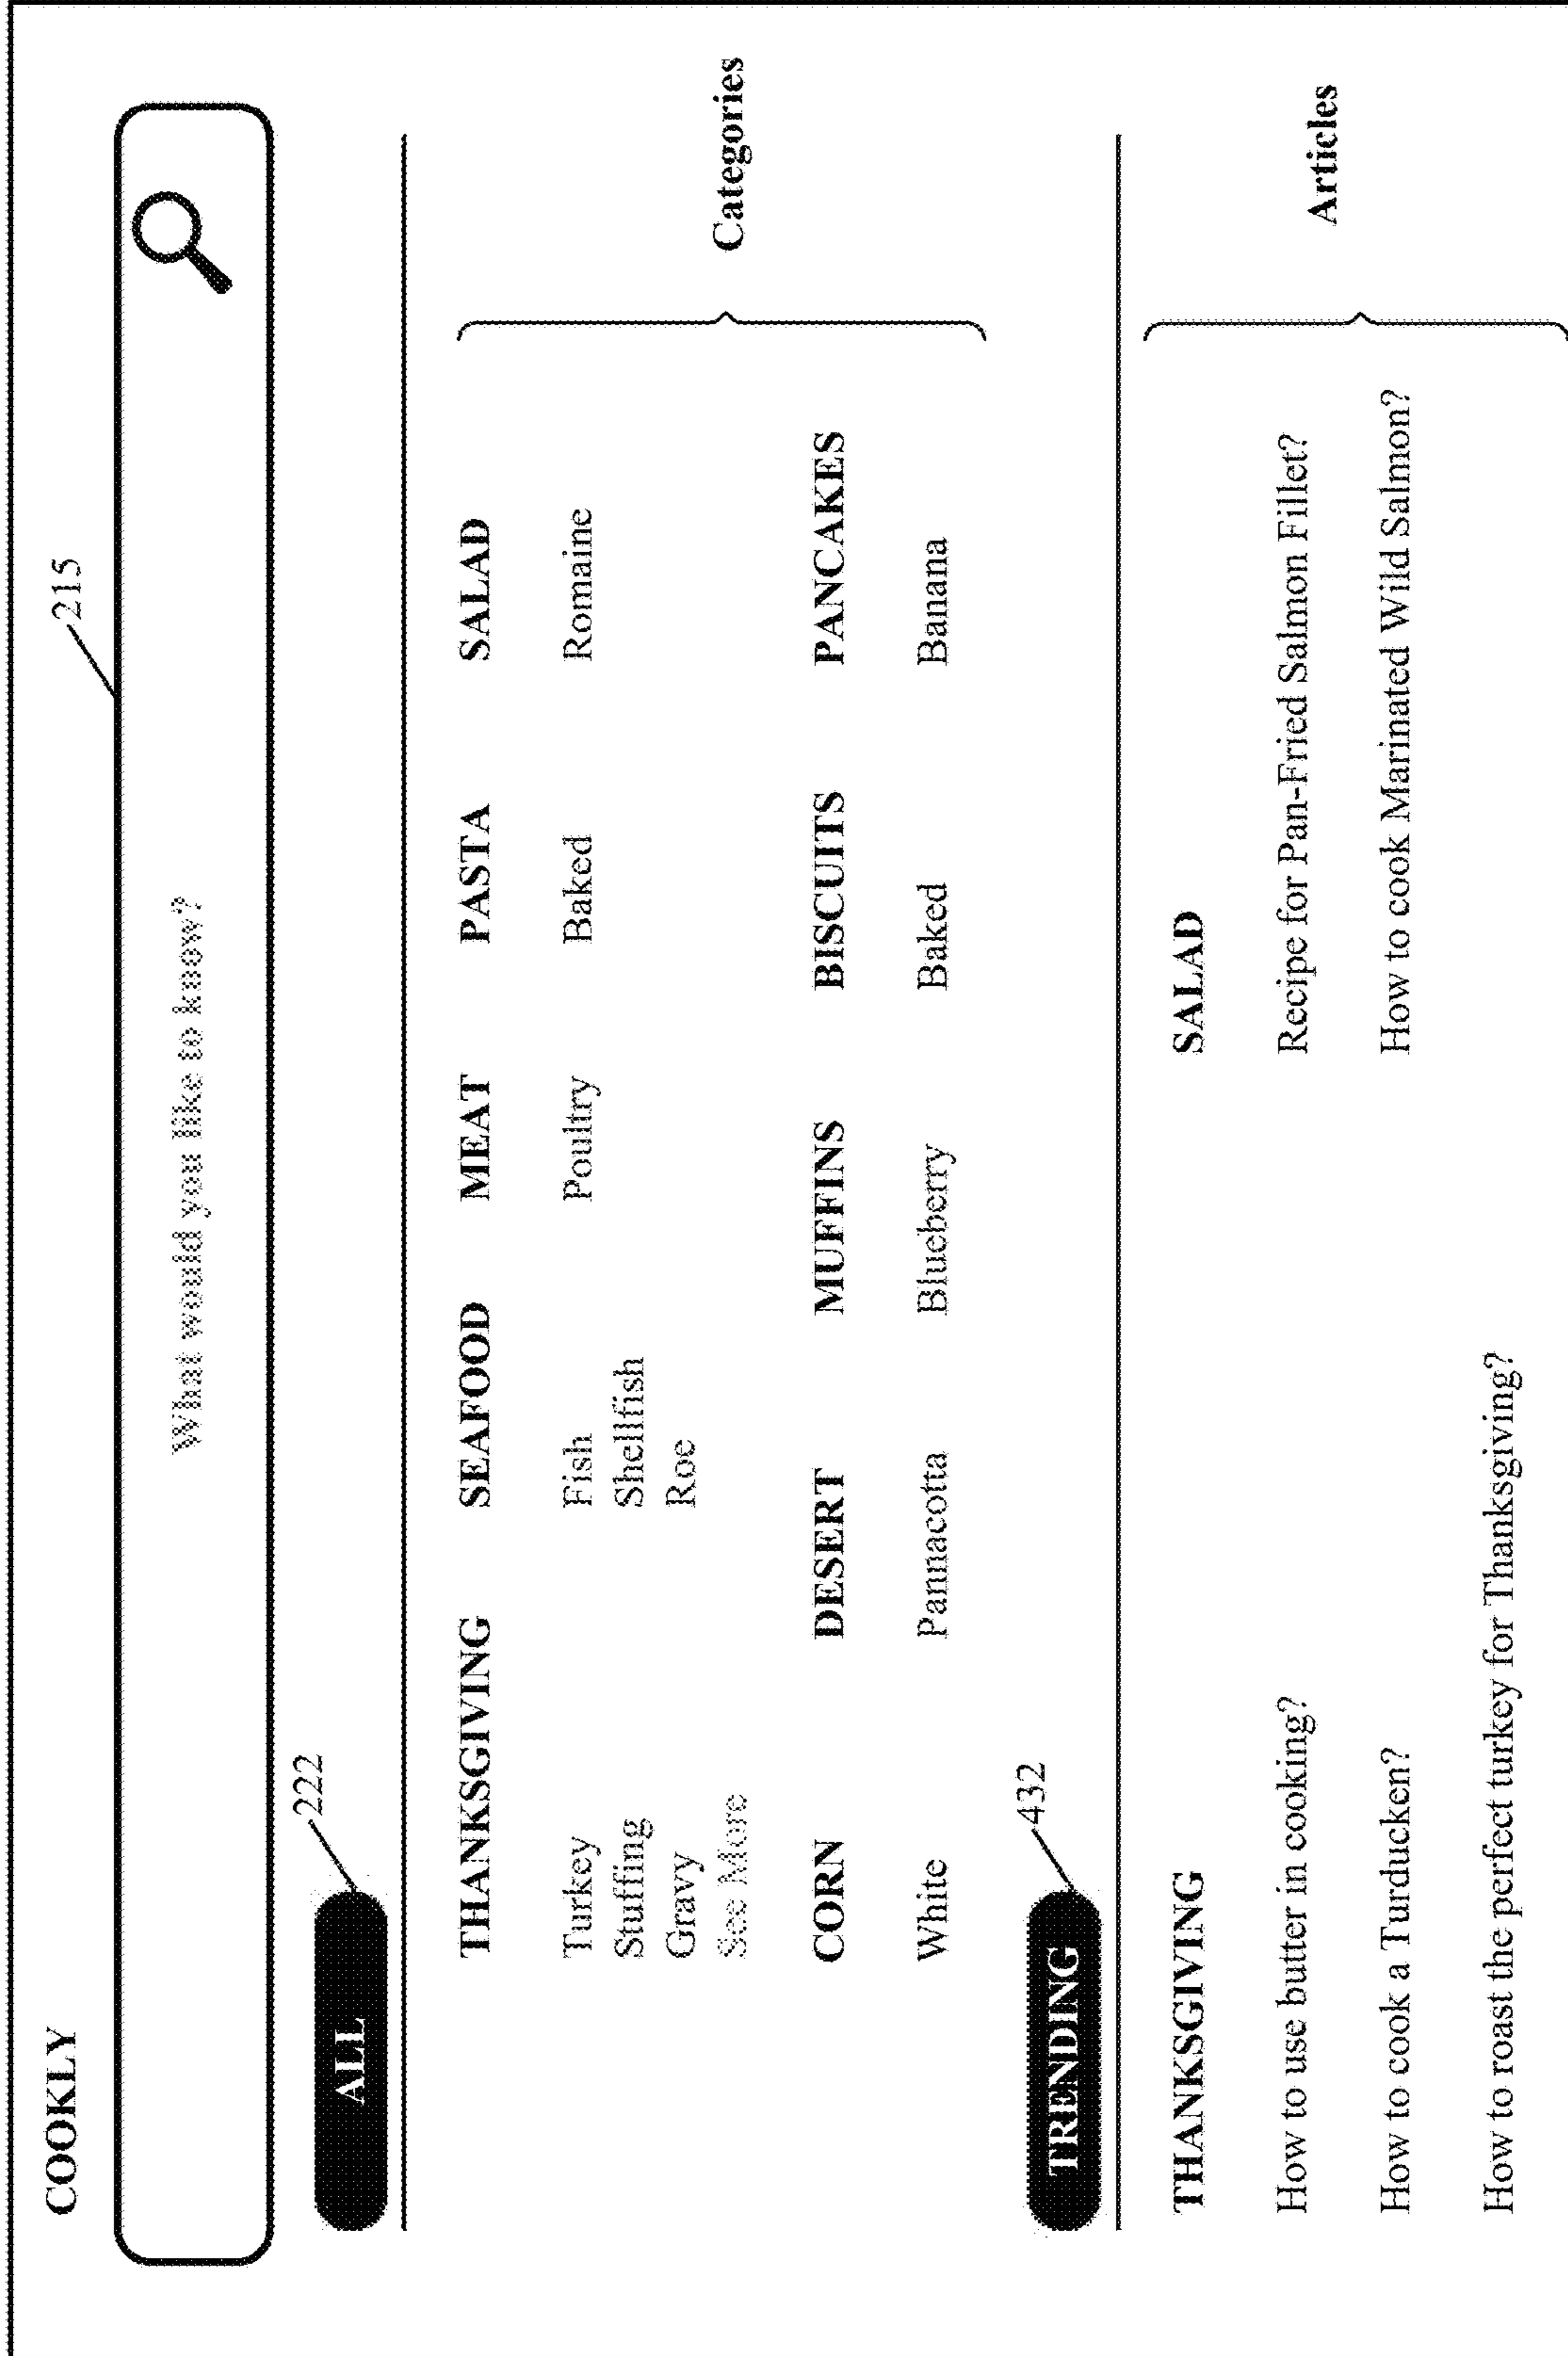 COOKLY
215
What would you like to know?
222
ALL
THANKSGIVING SEAFOOD MEAT PASTA SALAD
Turkey Fish Poultry Baked Romaine
Stuffing Shellfish
Gravy Roe
See More
Categories
CORN DESERT MUFFINS BISCUITS PANCAKES
White Pannacotta Blueberry Baked Banana
432
TRENDING
THANKSGIVING SALAD
How to use butter in cooking? Recipe for Pan-Fried Salmon Fillet?
Articles
How to cook a Turducken? How to cook Marinated Wild Salmon?
How to roast the perfect turkey for Thanksgiving?